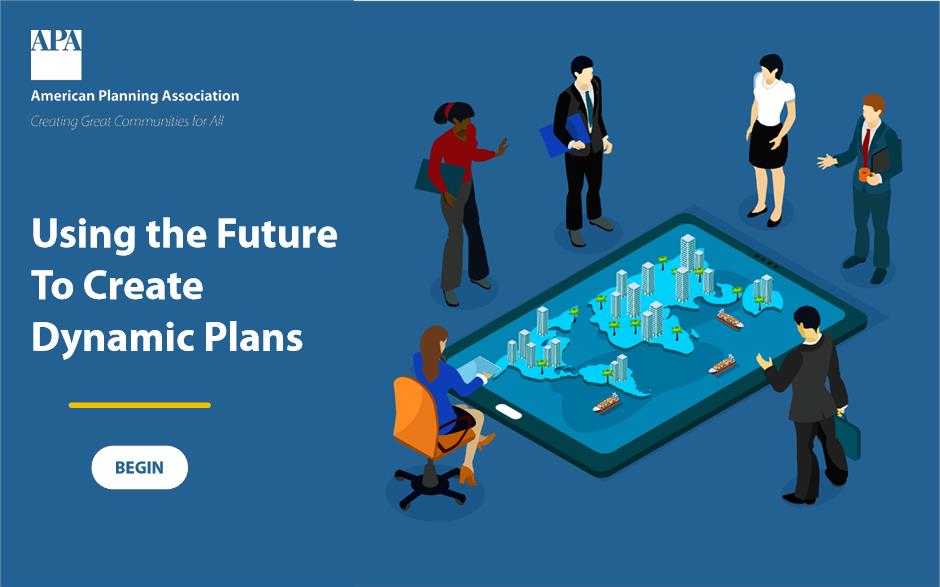 APA
American Planning Association
Creating Great Communities for All
Using the Future
To Create
Dynamic Plans
BEGIN